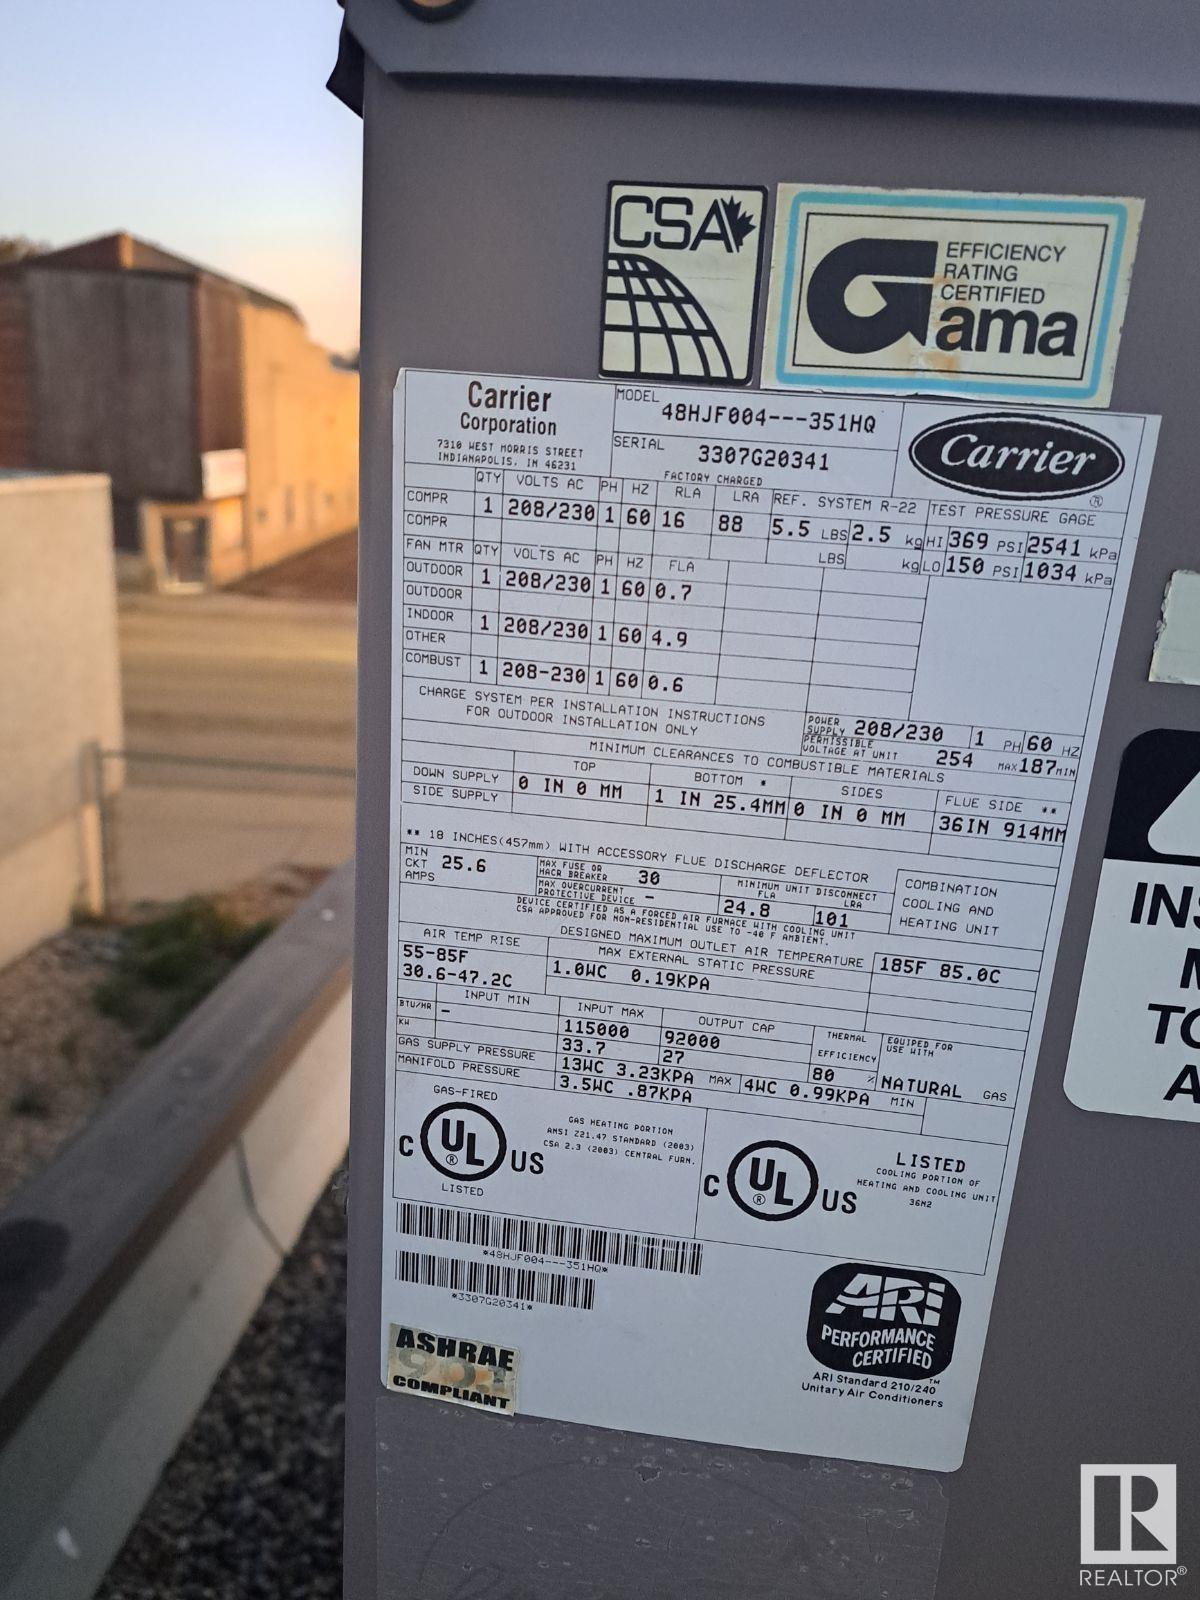 CSA
EFFICIENCY
RATING
CERTIFIED
Gama
Carrier
Corporation
7310 WEST MORRIS STREET
INDIANAPOLIS, IN 46231
MODEL 48HJF004---351HQ
SERIAL 3307G20341
Carrier ®
FACTORY CHARGED
QTY VOLTS AC PH HZ RLA LRA REF. SYSTEM R-22 TEST PRESSURE GAGE
COMPR 1 208/230 1 60 16 88 5.5 LBS 2.5 kg HI 369 PSI 2541 kPa
COMPR LBS kg LO 150 PSI 1034 kPa
FAN MTR QTY VOLTS AC PH HZ FLA
OUTDOOR 1 208/230 1 60 0.7
OUTDOOR
INDOOR 1 208/230 1 60 4.9
OTHER
COMBUST 1 208-230 1 60 0.6
CHARGE SYSTEM PER INSTALLATION INSTRUCTIONS
FOR OUTDOOR INSTALLATION ONLY
POWER SUPPLY 208/230 1 PH 60 HZ
PERMISSIBLE VOLTAGE AT UNIT 254 MAX 187 MIN
MINIMUM CLEARANCES TO COMBUSTIBLE MATERIALS
TOP BOTTOM * SIDES FLUE SIDE **
DOWN SUPPLY 0 IN 0 MM 1 IN 25.4MM 0 IN 0 MM 36IN 914MM
SIDE SUPPLY
** 18 INCHES(457mm) WITH ACCESSORY FLUE DISCHARGE DEFLECTOR
MIN CKT AMPS 25.6
MAX FUSE OR HACR BREAKER 30
MAX OVERCURRENT PROTECTIVE DEVICE -
MINIMUM UNIT DISCONNECT
FLA LRA
24.8 101
COMBINATION
COOLING AND
HEATING UNIT
DEVICE CERTIFIED AS A FORCED AIR FURNACE WITH COOLING UNIT
CSA APPROVED FOR NON-RESIDENTIAL USE TO -40 F AMBIENT.
AIR TEMP RISE
55-85F
30.6-47.2C
DESIGNED MAXIMUM OUTLET AIR TEMPERATURE 185F 85.0C
MAX EXTERNAL STATIC PRESSURE
1.0WC 0.19KPA
INPUT MIN INPUT MAX OUTPUT CAP THERMAL EFFICIENCY EQUIPED FOR USE WITH
BTU/HR - 115000 92000
KW 33.7 27 80 % NATURAL GAS
GAS SUPPLY PRESSURE 13WC 3.23KPA MAX 4WC 0.99KPA MIN
MANIFOLD PRESSURE 3.5WC .87KPA
GAS-FIRED
C UL ® US
LISTED
GAS HEATING PORTION
ANSI Z21.47 STANDARD (2003)
CSA 2.3 (2003) CENTRAL FURN.
C UL ® US
LISTED
COOLING PORTION OF
HEATING AND COOLING UNIT
36N2
*48HJF004---351HQ*
*3307G20341*
ASHRAE
90.1
COMPLIANT
ARI
PERFORMANCE
CERTIFIED ™
ARI Standard 210/240
Unitary Air Conditioners
INS
M
TO
A
R
REALTOR®